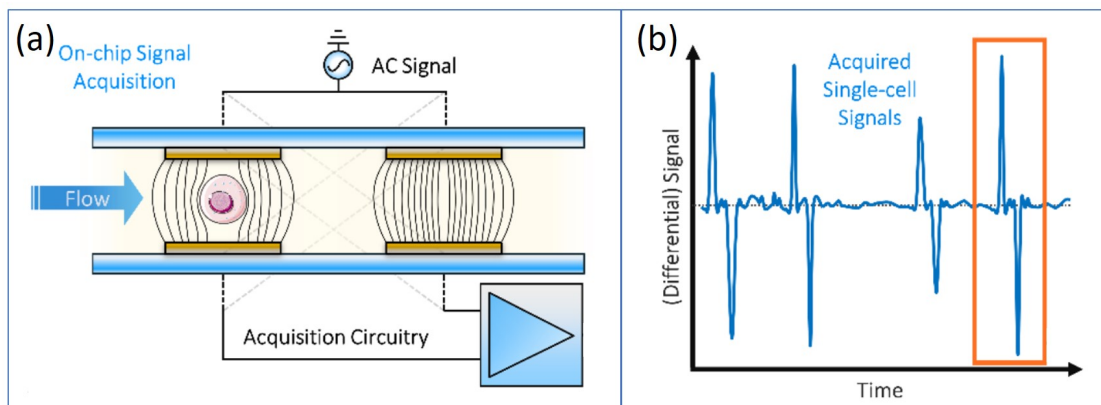 (a)
On-chip Signal
Acquisition
AC Signal
Flow
Acquisition Circuitry
(b)
Acquired
Single-cell
Signals
(Differential) Signal
Time